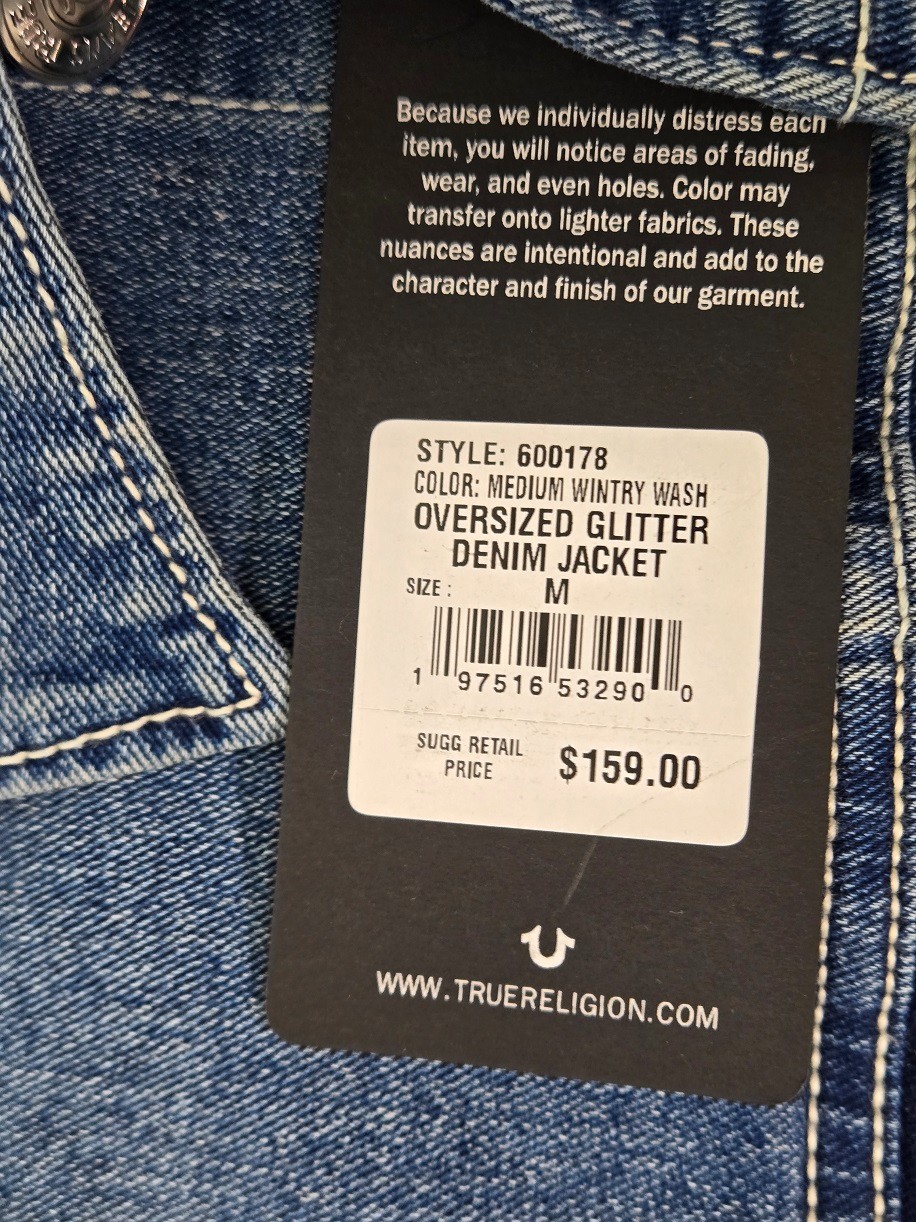 Because we individually distress each
item, you will notice areas of fading,
wear, and even holes. Color may
transfer onto lighter fabrics. These
nuances are intentional and add to the
character and finish of our garment.
STYLE: 600178
COLOR: MEDIUM WINTRY WASH
OVERSIZED GLITTER
DENIM JACKET
SIZE : M
1 97516 53290 0
SUGG RETAIL
PRICE $159.00
WWW.TRUERELIGION.COM